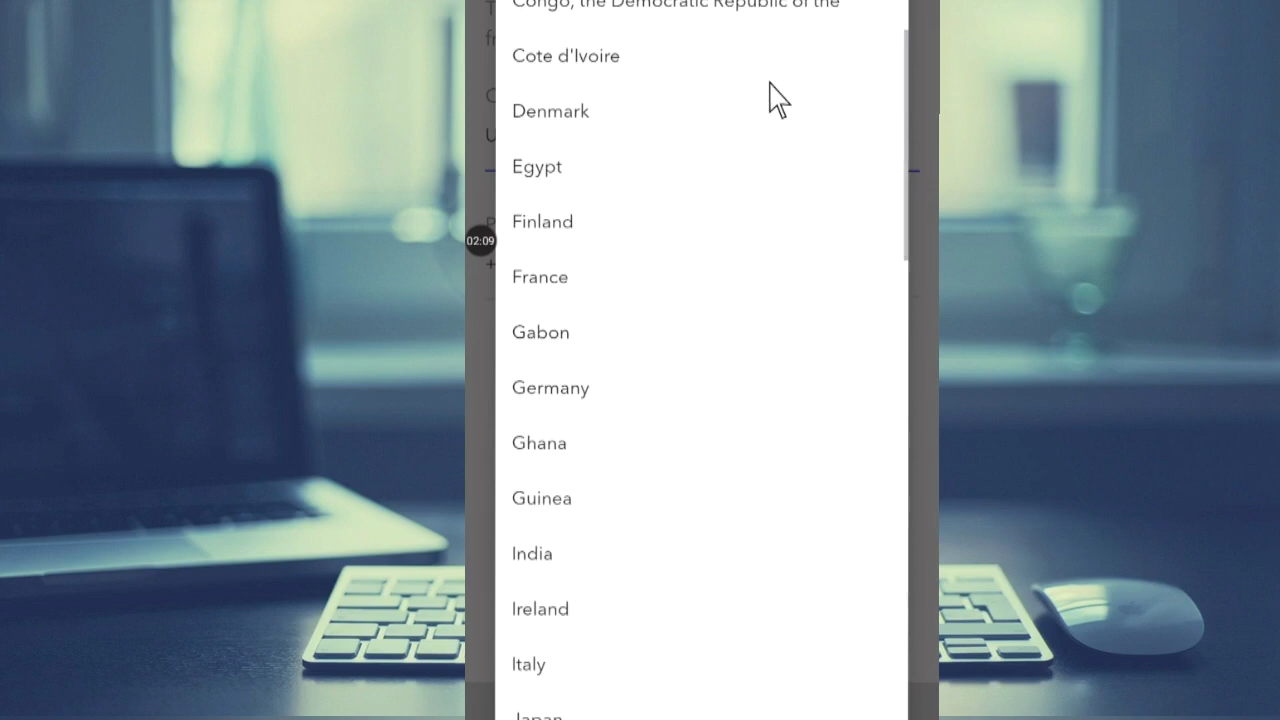 Congo, the Democratic Republic of the
Cote d'Ivoire
Denmark
Egypt
Finland
02:09
France
Gabon
Germany
Ghana
Guinea
India
Ireland
Italy
Japan